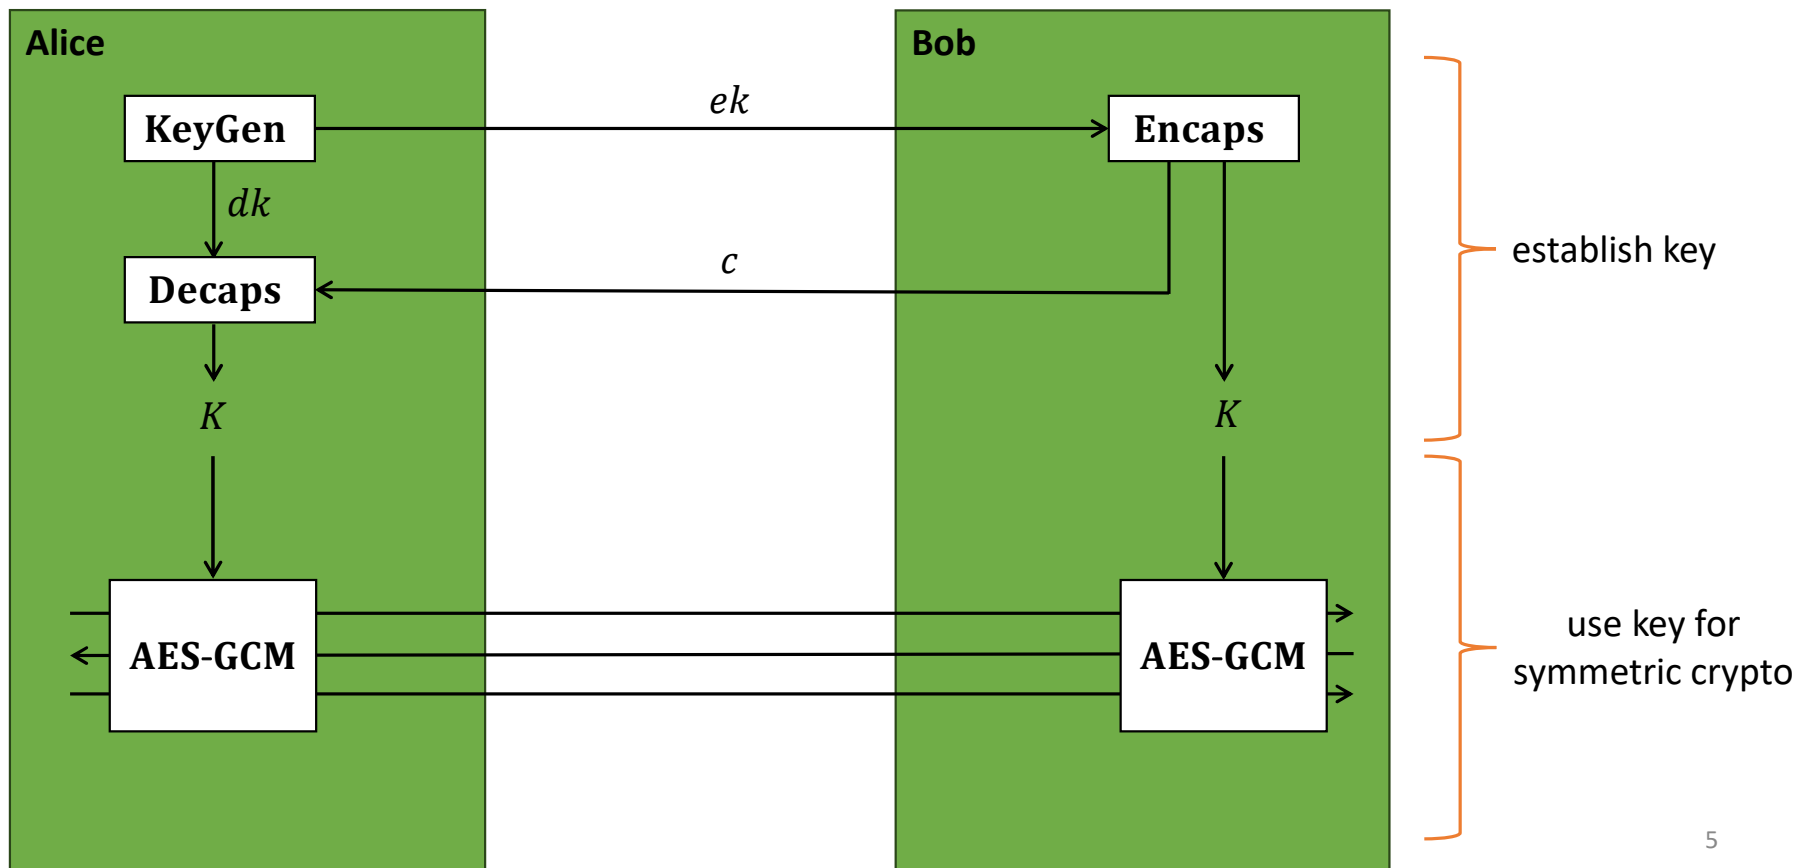 Alice
Bob
KeyGen
ek
Encaps
dk
Decaps
c
establish key
K
K
AES-GCM
AES-GCM
use key for
symmetric crypto
5